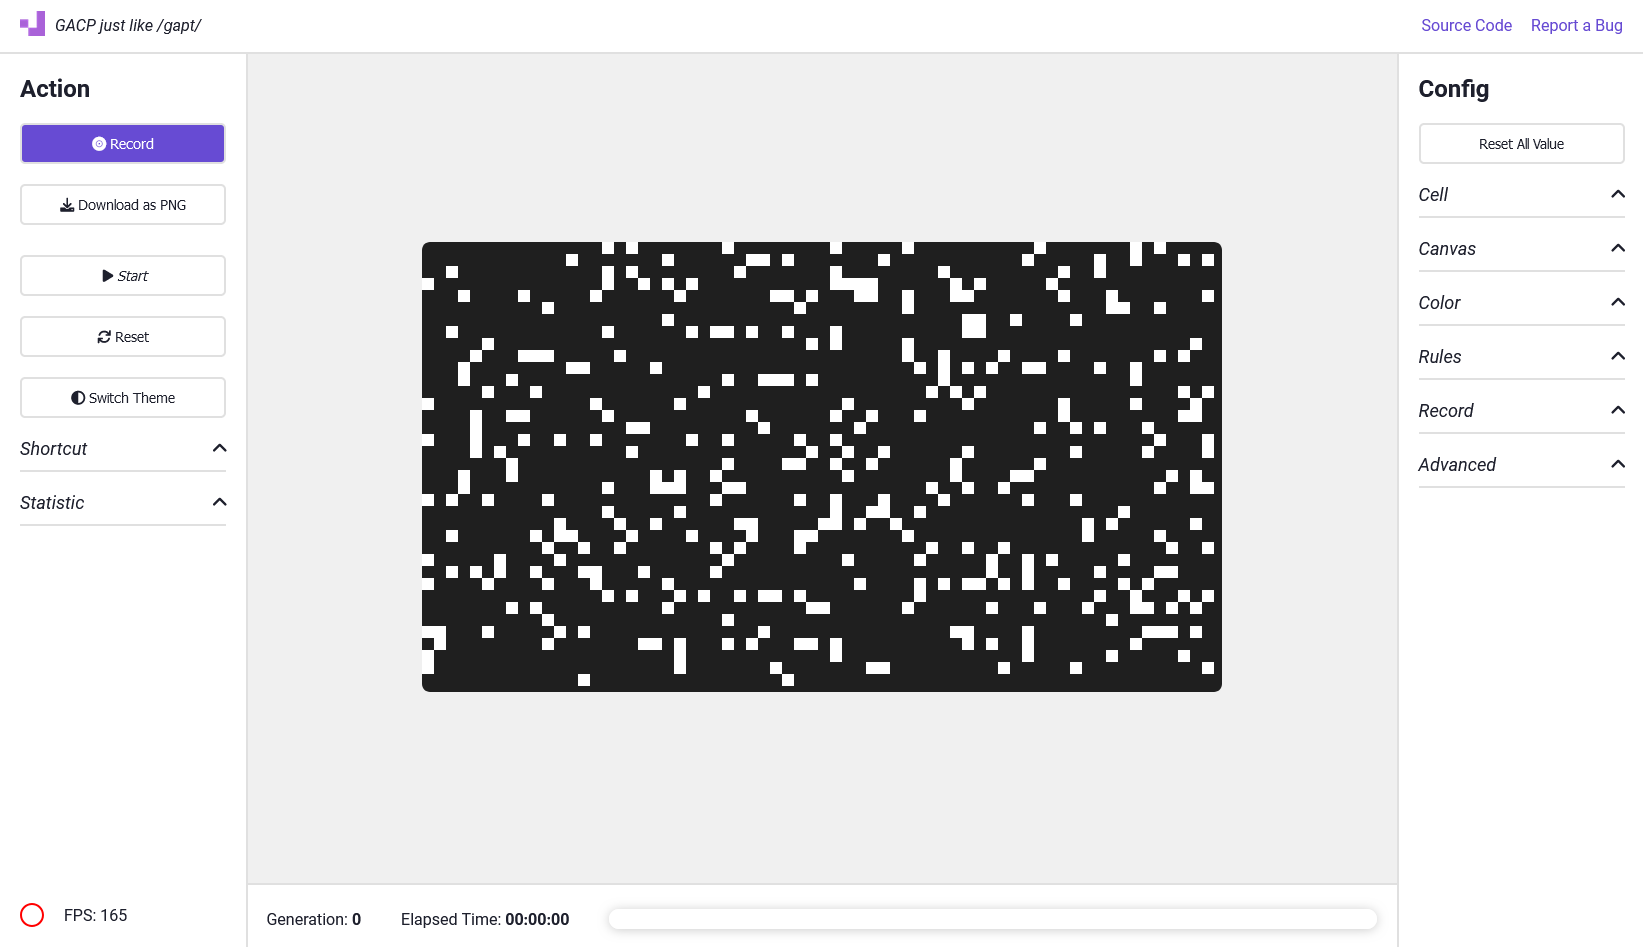 GACP just like /gapt/
Source Code
Report a Bug
Action
Record
Download as PNG
Start
Reset
Switch Theme
Shortcut
Statistic
FPS: 165
Generation: 0
Elapsed Time: 00:00:00
Config
Reset All Value
Cell
Canvas
Color
Rules
Record
Advanced